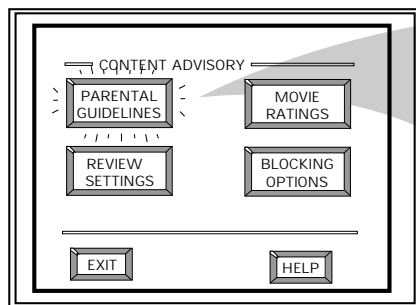 CONTENT ADVISORY
PARENTAL
GUIDELINES
MOVIE
RATINGS
REVIEW
SETTINGS
BLOCKING
OPTIONS
EXIT
HELP